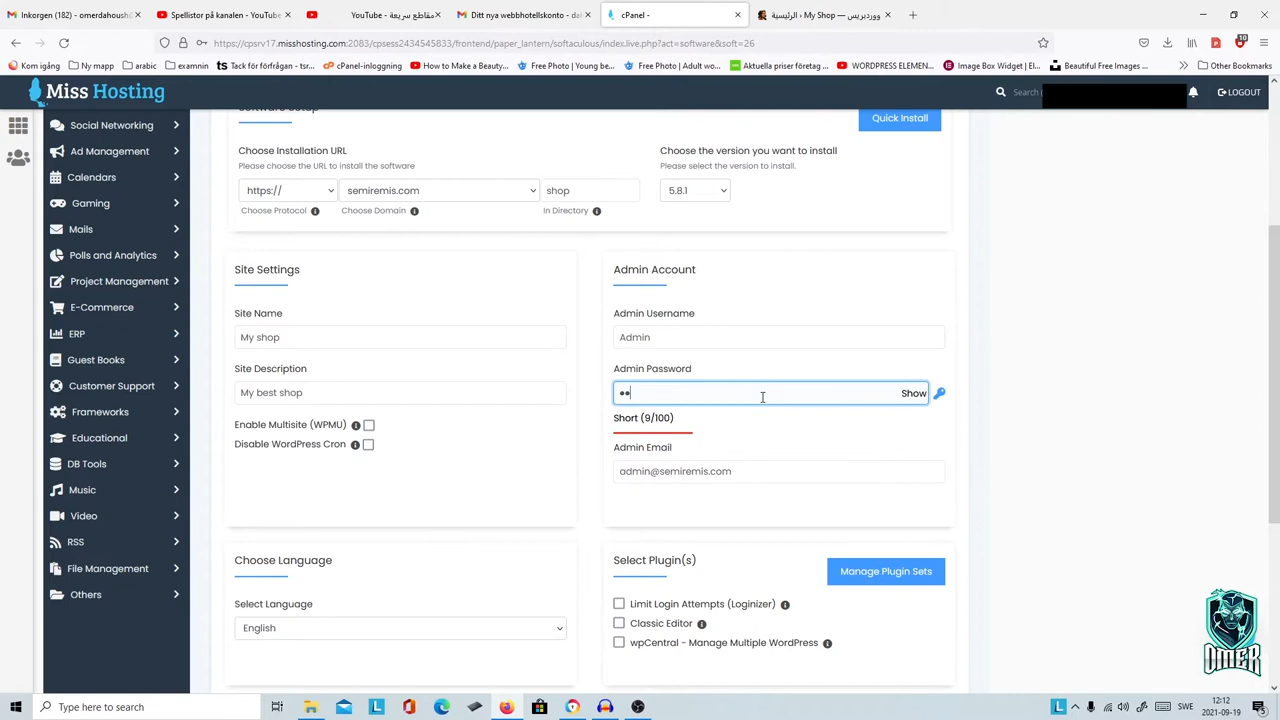 Inkorgen (1) - omerdahoush@
Spellistor på kanalen - YouTube
YouTube - مقاطع سريعة
Ditt nya webbhotellskonto - da
cPanel -
الرئيسية ‹ My Shop — ووردبريس
https://cpsrv17.misshosting.com:2083/cpsess2434545833/frontend/paper_lantern/softaculous/index.live.php?act=software&soft=26
10
Kom igång
Ny mapp
arabic
examnin
Tack för förfrågan - tsr...
cPanel-inloggning
How to Make a Beauty...
Free Photo | Young be...
Free Photo | Adult wo...
Aktuella priser företag ...
WORDPRESS ELEMEN...
Image Box Widget | El...
Beautiful Free Images ...
Other Bookmarks
Miss Hosting
Search (
LOGOUT
Social Networking
Ad Management
Calendars
Gaming
Mails
Polls and Analytics
Project Management
E-Commerce
ERP
Guest Books
Customer Support
Frameworks
Educational
DB Tools
Music
Video
RSS
File Management
Others
Software Setup
Quick Install
Choose Installation URL
Please choose the URL to install the software
https://
semiremis.com
shop
Choose Protocol
Choose Domain
In Directory
Choose the version you want to install
Please select the version to install.
5.8.1
Site Settings
Site Name
My shop
Site Description
My best shop
Enable Multisite (WPMU)
Disable WordPress Cron
Admin Account
Admin Username
Admin
Admin Password
●●
Show
Short (9/100)
Admin Email
admin@semiremis.com
Choose Language
Select Language
English
Select Plugin(s)
Manage Plugin Sets
Limit Login Attempts (Loginizer)
Classic Editor
wpCentral - Manage Multiple WordPress
OMER
Type here to search
SWE
12:12
2021-09-19